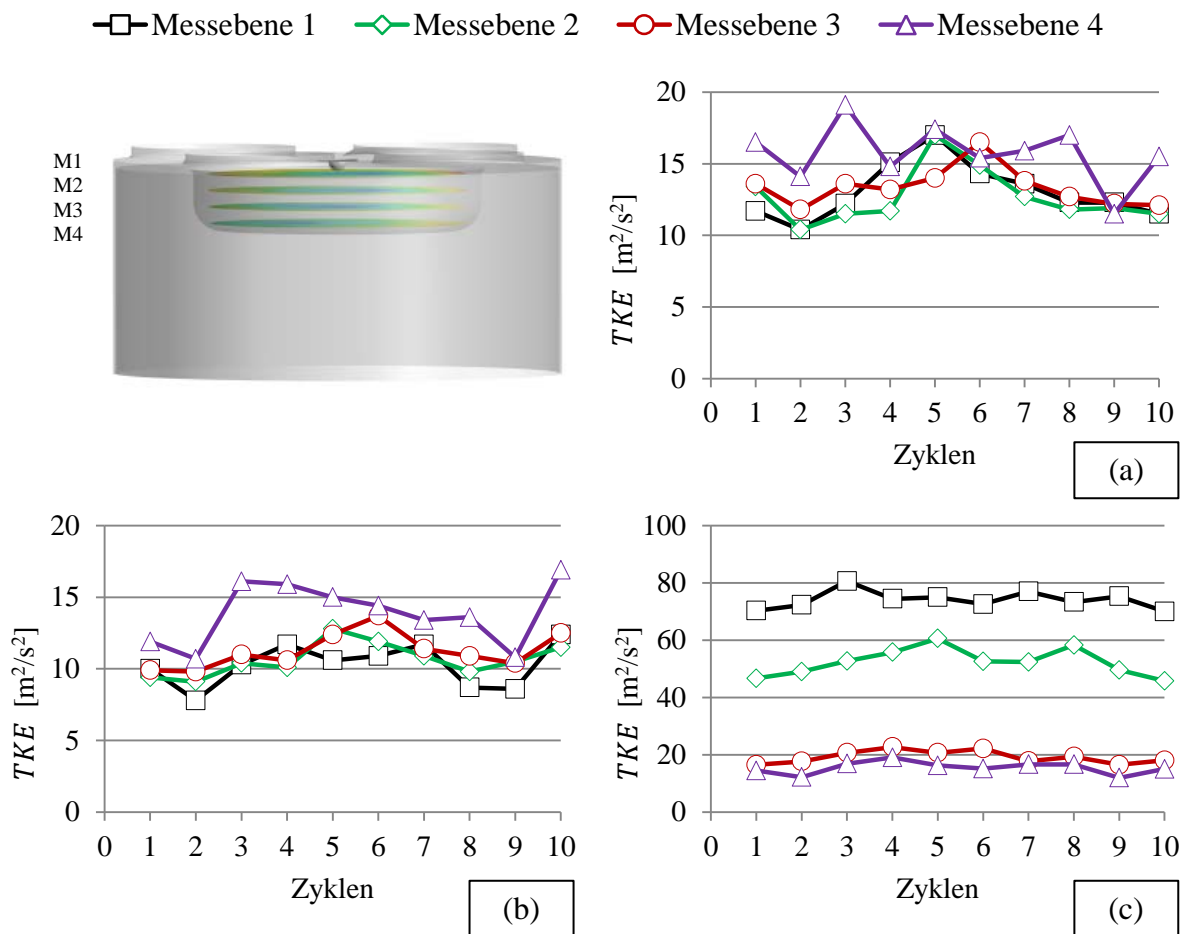 Messebene 1 Messebene 2 Messebene 3 Messebene 4
M1
M2
M3
M4
20
15
10
5
0
TKE [m²/s²]
0 1 2 3 4 5 6 7 8 9 10
Zyklen
(a)
20
15
10
5
0
TKE [m²/s²]
0 1 2 3 4 5 6 7 8 9 10
Zyklen
(b)
100
80
60
40
20
0
TKE [m²/s²]
0 1 2 3 4 5 6 7 8 9 10
Zyklen
(c)